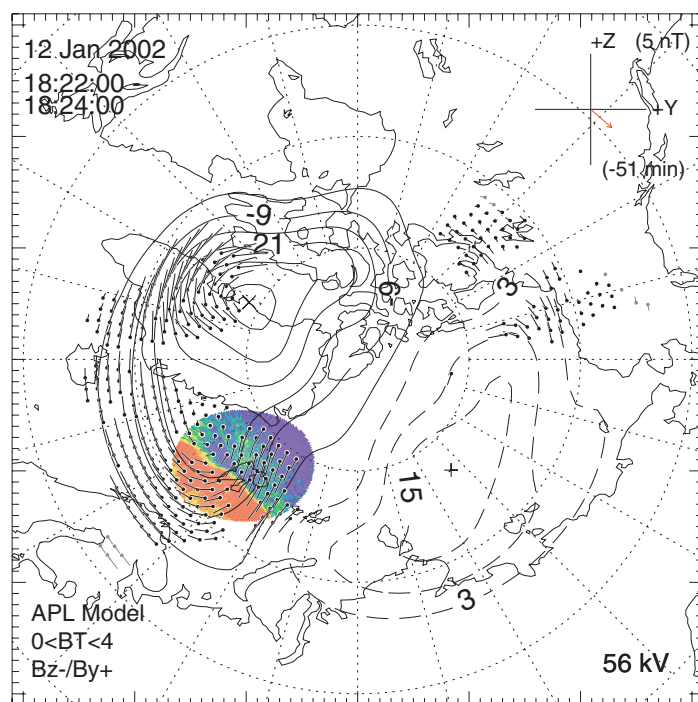 12 Jan 2002
18:22:00 -
18:24:00
+Z (5 nT)
+Y
(-51 min)
-9
-21
-9
3
15
3
APL Model
0<BT<4
Bz-/By+
56 kV